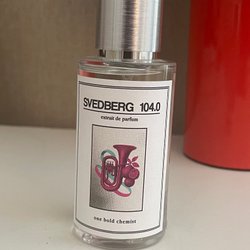 SVEDBERG 104.0
extrait de parfum
one bold chemist